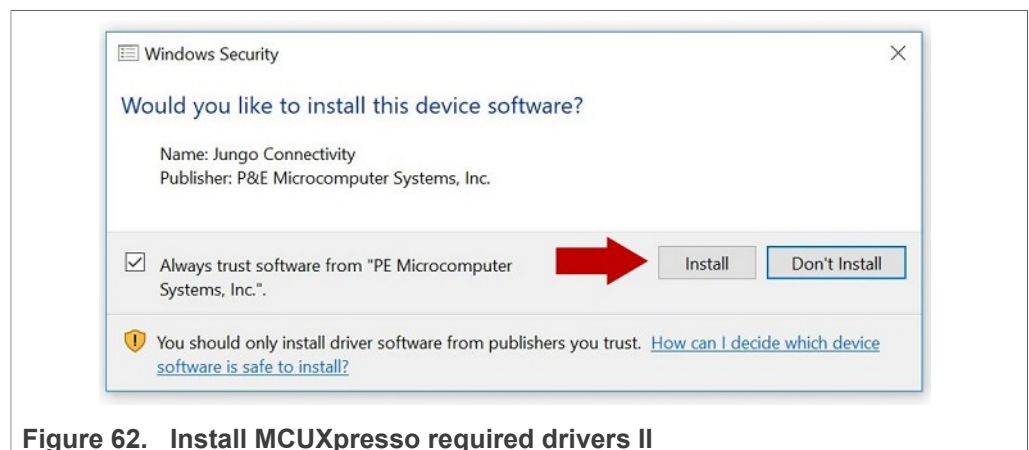 Windows Security
Would you like to install this device software?
Name: Jungo Connectivity
Publisher: P&E Microcomputer Systems, Inc.
Always trust software from "PE Microcomputer
Systems, Inc.".
Install
Don't Install
You should only install driver software from publishers you trust. How can I decide which device
software is safe to install?
Figure 62. Install MCUXpresso required drivers II